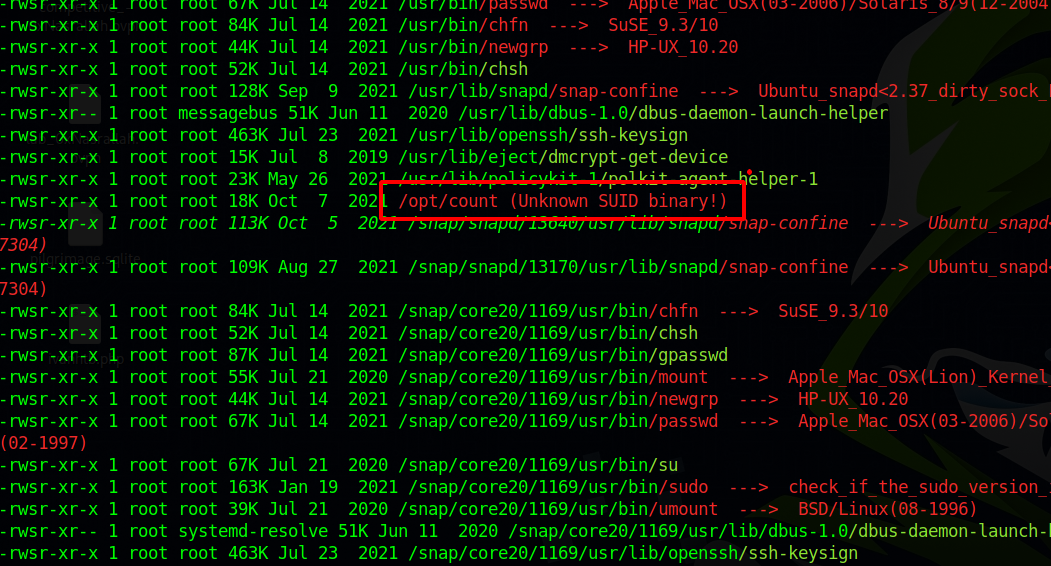 -rwsr-xr-x 1 root root 67K Jul 14  2021 /usr/bin/passwd  --->  Apple_Mac_OSX(03-2006)/Solaris_8/9(12-2004
-rwsr-xr-x 1 root root 84K Jul 14  2021 /usr/bin/chfn  --->  SuSE_9.3/10
-rwsr-xr-x 1 root root 44K Jul 14  2021 /usr/bin/newgrp  --->  HP-UX_10.20
-rwsr-xr-x 1 root root 52K Jul 14  2021 /usr/bin/chsh
-rwsr-xr-x 1 root root 128K Sep  9  2021 /usr/lib/snapd/snap-confine  --->  Ubuntu_snapd<2.37_dirty_sock_
-rwsr-xr-- 1 root messagebus 51K Jun 11  2020 /usr/lib/dbus-1.0/dbus-daemon-launch-helper
-rwsr-xr-x 1 root root 463K Jul 23  2021 /usr/lib/openssh/ssh-keysign
-rwsr-xr-x 1 root root 15K Jul  8  2019 /usr/lib/eject/dmcrypt-get-device
-rwsr-xr-x 1 root root 23K May 26  2021 /usr/lib/policykit-1/polkit-agent-helper-1
-rwsr-xr-x 1 root root 18K Oct  7  2021 /opt/count (Unknown SUID binary!)
-rwsr-xr-x 1 root root 113K Oct  5  2021 /snap/snapd/13640/usr/lib/snapd/snap-confine  --->  Ubuntu_snapd<
7304)
-rwsr-xr-x 1 root root 109K Aug 27  2021 /snap/snapd/13170/usr/lib/snapd/snap-confine  --->  Ubuntu_snapd<
7304)
-rwsr-xr-x 1 root root 84K Jul 14  2021 /snap/core20/1169/usr/bin/chfn  --->  SuSE_9.3/10
-rwsr-xr-x 1 root root 52K Jul 14  2021 /snap/core20/1169/usr/bin/chsh
-rwsr-xr-x 1 root root 87K Jul 14  2021 /snap/core20/1169/usr/bin/gpasswd
-rwsr-xr-x 1 root root 55K Jul 21  2020 /snap/core20/1169/usr/bin/mount  --->  Apple_Mac_OSX(Lion)_Kernel_
-rwsr-xr-x 1 root root 44K Jul 14  2021 /snap/core20/1169/usr/bin/newgrp  --->  HP-UX_10.20
-rwsr-xr-x 1 root root 67K Jul 14  2021 /snap/core20/1169/usr/bin/passwd  --->  Apple_Mac_OSX(03-2006)/Sol
(02-1997)
-rwsr-xr-x 1 root root 67K Jul 21  2020 /snap/core20/1169/usr/bin/su
-rwsr-xr-x 1 root root 163K Jan 19  2021 /snap/core20/1169/usr/bin/sudo  --->  check_if_the_sudo_version_
-rwsr-xr-x 1 root root 39K Jul 21  2020 /snap/core20/1169/usr/bin/umount  --->  BSD/Linux(08-1996)
-rwsr-xr-- 1 root systemd-resolve 51K Jun 11  2020 /snap/core20/1169/usr/lib/dbus-1.0/dbus-daemon-launch-h
-rwsr-xr-x 1 root root 463K Jul 23  2021 /snap/core20/1169/usr/lib/openssh/ssh-keysign